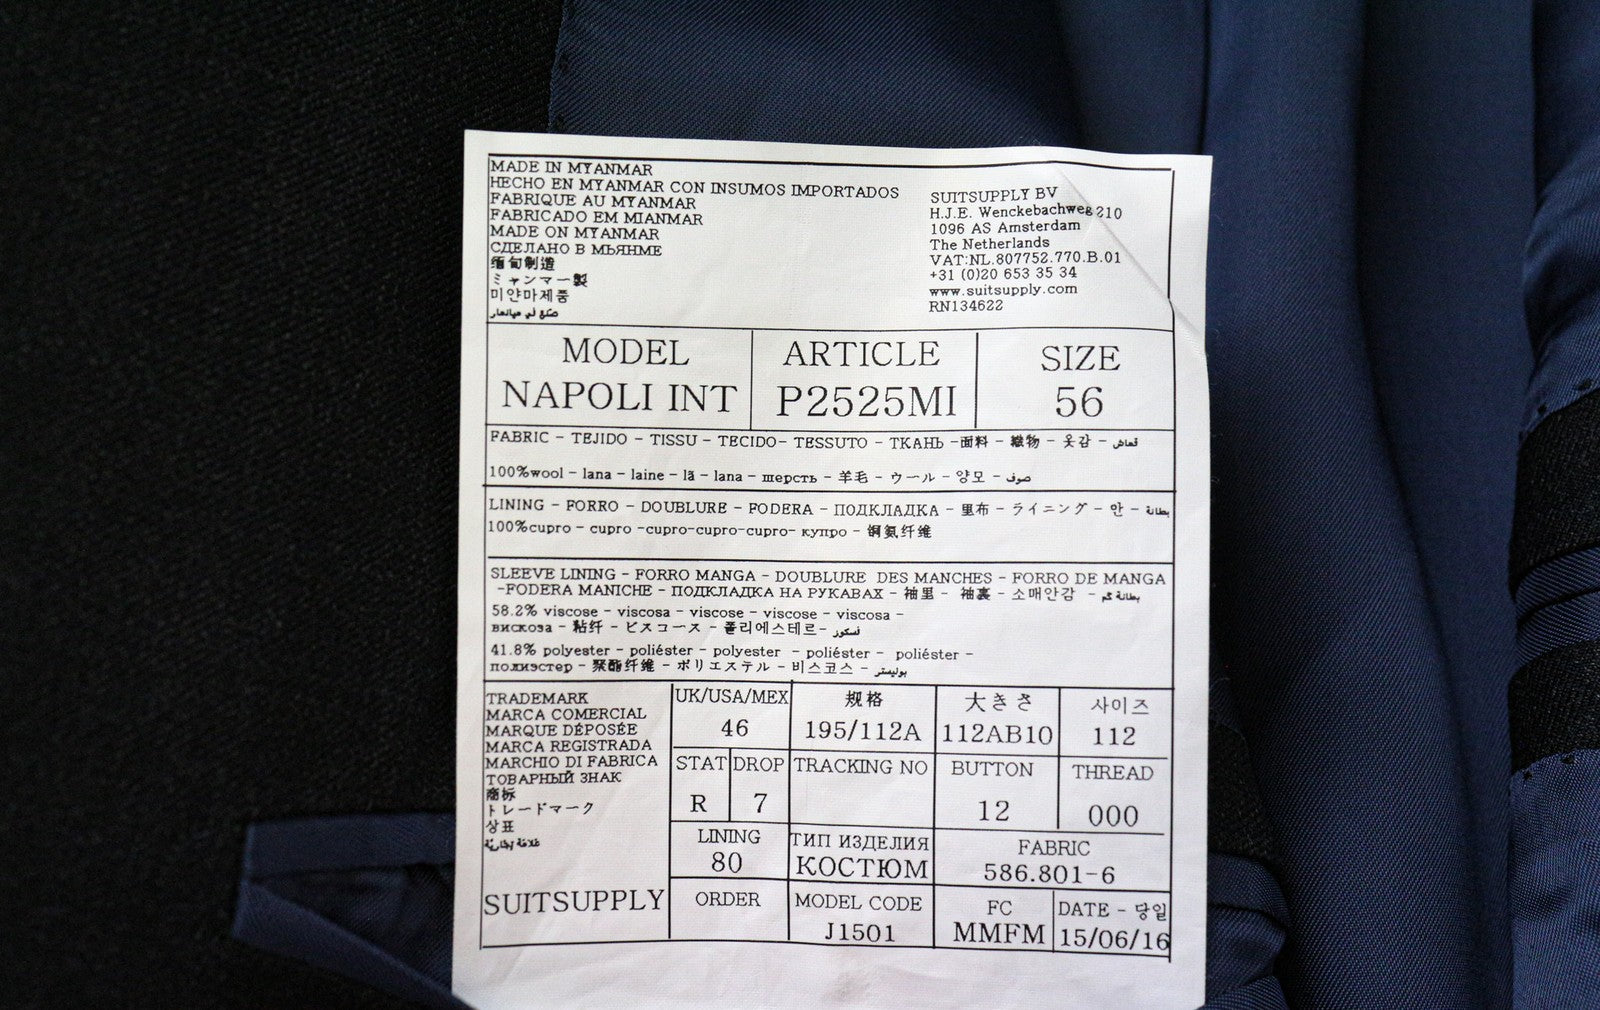 MADE IN MYANMAR
HECHO EN MYANMAR CON INSUMOS IMPORTADOS
FABRIQUE AU MYANMAR
FABRICADO EM MIANMAR
MADE ON MYANMAR
СДЕЛАНО В МЬЯНМЕ
缅甸制造
ミャンマー製
미얀마제품
SUITSUPPLY BV
H.J.E. Wenckebachweg 210
1096 AS Amsterdam
The Netherlands
VAT:NL.807752.770.B.01
+31 (0)20 653 35 34
www.suitsupply.com
RN134622
MODEL
NAPOLI INT
ARTICLE
P2525MI
SIZE
56
FABRIC - TEJIDO - TISSU - TECIDO- TESSUTO - ТКАНЬ -面料 - 織物 - 옷감 - قماش
100%wool - lana - laine - lã - lana - шерсть - 羊毛 - ウール - 양모 - صوف
LINING - FORRO - DOUBLURE - FODERA - ПОДКЛАДКА - 里布 - ライニング - 안 - بطانة
100%cupro - cupro -cupro-cupro-cupro- купро - 铜氨纤维
SLEEVE LINING - FORRO MANGA - DOUBLURE DES MANCHES - FORRO DE MANGA
-FODERA MANICHE - ПОДКЛАДКА НА РУКАВАХ - 袖里 - 袖裏 - 소매안감 - بطانة كم
58.2% viscose - viscosa - viscose - viscose - viscosa -
вискоза - 粘纤 - ビスコース - 폴리에스테르- فسكوز
41.8% polyester - poliéster - polyester - poliéster - poliéster -
полиэстер - 聚酯纤维 - ポリエステル - 비스코스 - بوليستر
TRADEMARK
MARCA COMERCIAL
MARQUE DÉPOSÉE
MARCA REGISTRADA
MARCHIO DI FABRICA
ТОВАРНЫЙ ЗНАК
商标
トレードマーク
상표
SUITSUPPLY
UK/USA/MEX
46
规格
195/112A
大きさ
112AB10
사이즈
112
STAT
R
DROP
7
TRACKING NO
BUTTON
12
THREAD
000
LINING
80
ТИП ИЗДЕЛИЯ
КОСТЮМ
FABRIC
586.801-6
ORDER
MODEL CODE
J1501
FC
MMFM
DATE - 당일
15/06/16